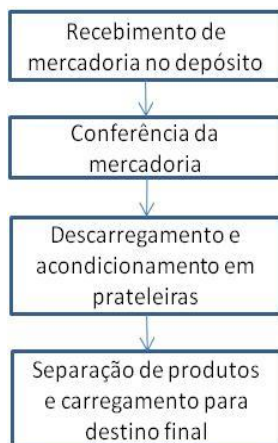 Recebimento de
mercadoria no depósito
Conferência da
mercadoria
Descarregamento e
acondicionamento em
prateleiras
Separação de produtos
e carregamento para
destino final